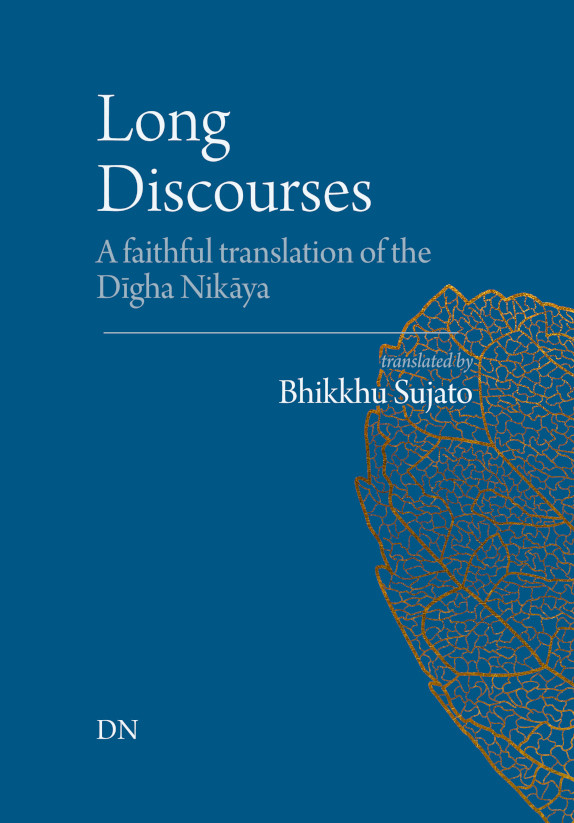 Long
Discourses
A faithful translation of the
Dīgha Nikāya
translated by
Bhikkhu Sujato
DN